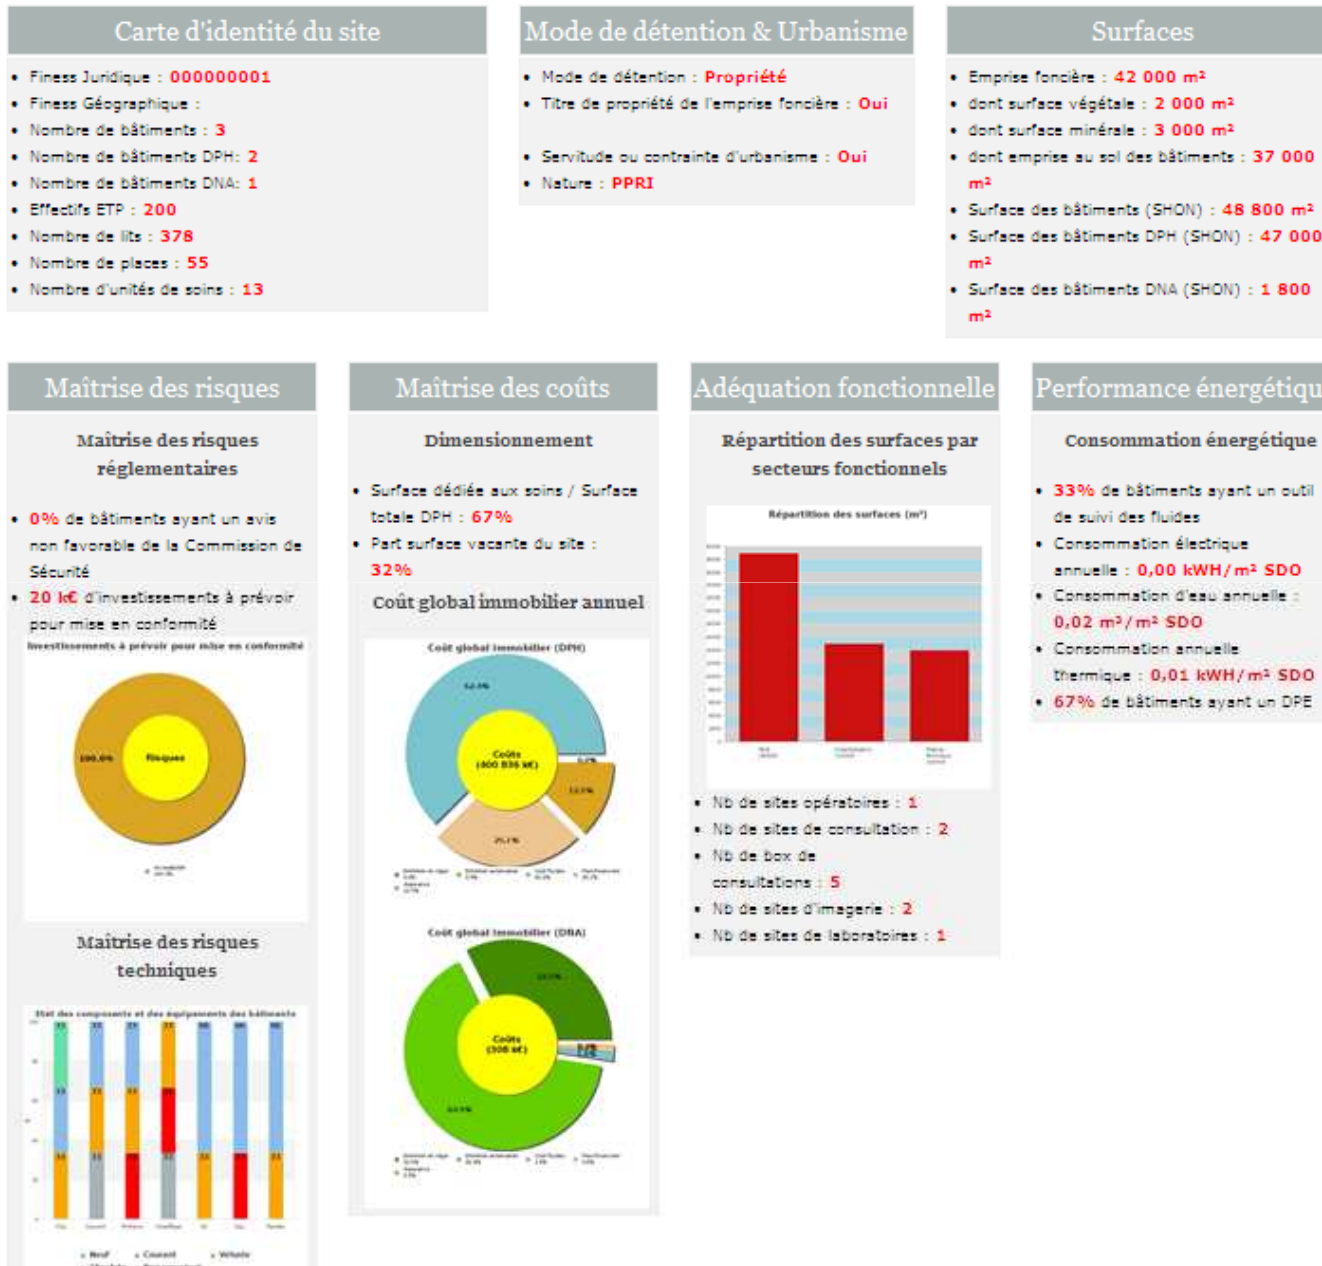 Carte d'identité du site
• Finess Juridique : 000000001
• Finess Géographique :
• Nombre de bâtiments : 3
• Nombre de bâtiments DPH: 2
• Nombre de bâtiments DNA: 1
• Effectifs ETP : 200
• Nombre de lits : 378
• Nombre de places : 55
• Nombre d'unités de soins : 13
Mode de détention & Urbanisme
• Mode de détention : Propriété
• Titre de propriété de l'emprise foncière : Oui
• Servitude ou contrainte d'urbanisme : Oui
• Nature : PPRI
Surfaces
• Emprise foncière : 42 000 m²
• dont surface végétale : 2 000 m²
• dont surface minérale : 3 000 m²
• dont emprise au sol des bâtiments : 37 000
m²
• Surface des bâtiments (SHON) : 48 800 m²
• Surface des bâtiments DPH (SHON) : 47 000
m²
• Surface des bâtiments DNA (SHON) : 1 800
m²
Maîtrise des risques
Maîtrise des risques
réglementaires
• 0% de bâtiments ayant un avis
non favorable de la Commission de
Sécurité
• 20 k€ d'investissements à prévoir
pour mise en conformité
Investissements à prévoir pour mise en conformité
100,0%
Risques
Maîtrise des risques
techniques
Etat des composants et des équipements des bâtiments
Neuf
Courant
Vétuste
Maîtrise des coûts
Dimensionnement
• Surface dédiée aux soins / Surface
totale DPH : 67%
• Part surface vacante du site :
32%
Coût global immobilier annuel
Coût global immobilier (DPH)
Coûts
(400 836 k€)
Coût global immobilier (DNA)
Coûts
(508 k€)
Adéquation fonctionnelle
Répartition des surfaces par
secteurs fonctionnels
Répartition des surfaces (m²)
• Nb de sites opératoires : 1
• Nb de sites de consultation : 2
• Nb de box de
consultations : 5
• Nb de sites d'imagerie : 2
• Nb de sites de laboratoires : 1
Performance énergétiqu
Consommation énergétique
• 33% de bâtiments ayant un outil
de suivi des fluides
• Consommation électrique
annuelle : 0,00 kWH/m² SDO
• Consommation d'eau annuelle :
0,02 m³/m² SDO
• Consommation annuelle
thermique : 0,01 kWH/m² SDO
• 67% de bâtiments ayant un DPE